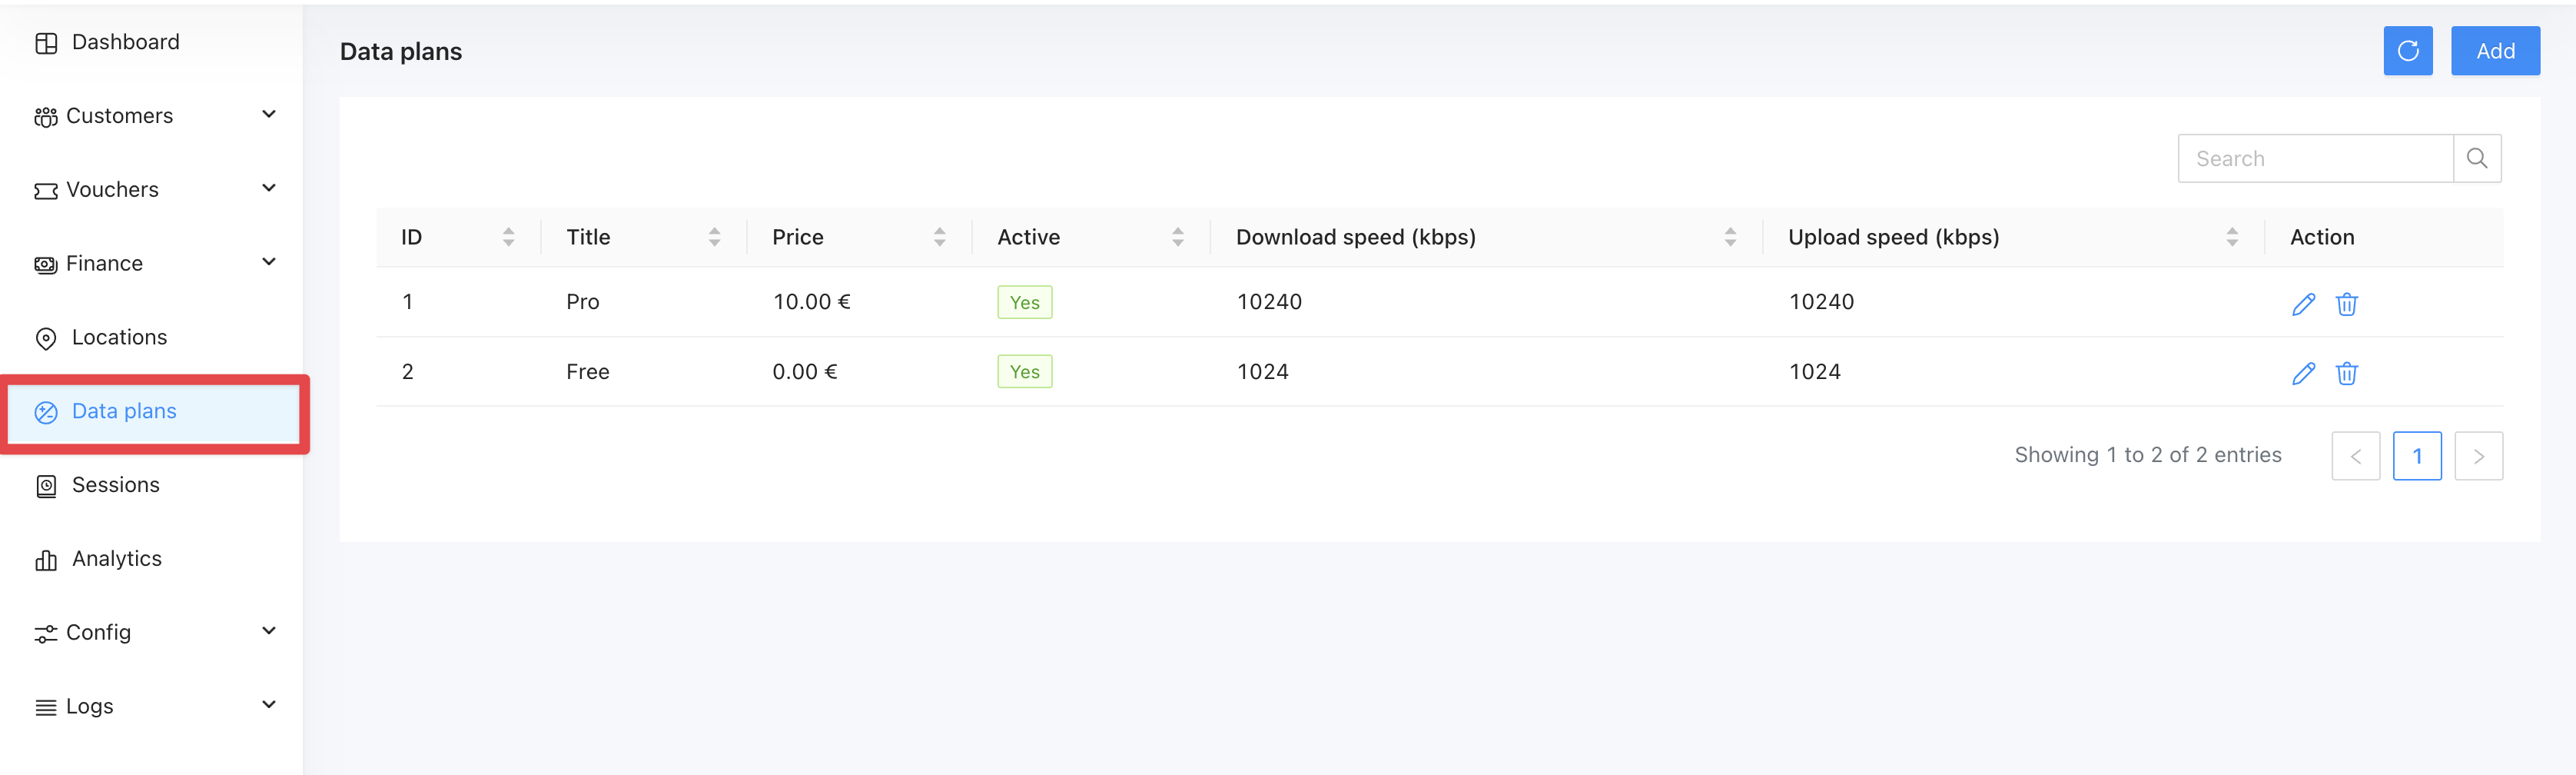 Dashboard
Customers
Vouchers
Finance
Locations
Data plans
Sessions
Analytics
Config
Logs
Data plans
Add
Search
ID Title Price Active Download speed (kbps) Upload speed (kbps) Action
1 Pro 10.00 € Yes 10240 10240
2 Free 0.00 € Yes 1024 1024
Showing 1 to 2 of 2 entries < 1 >